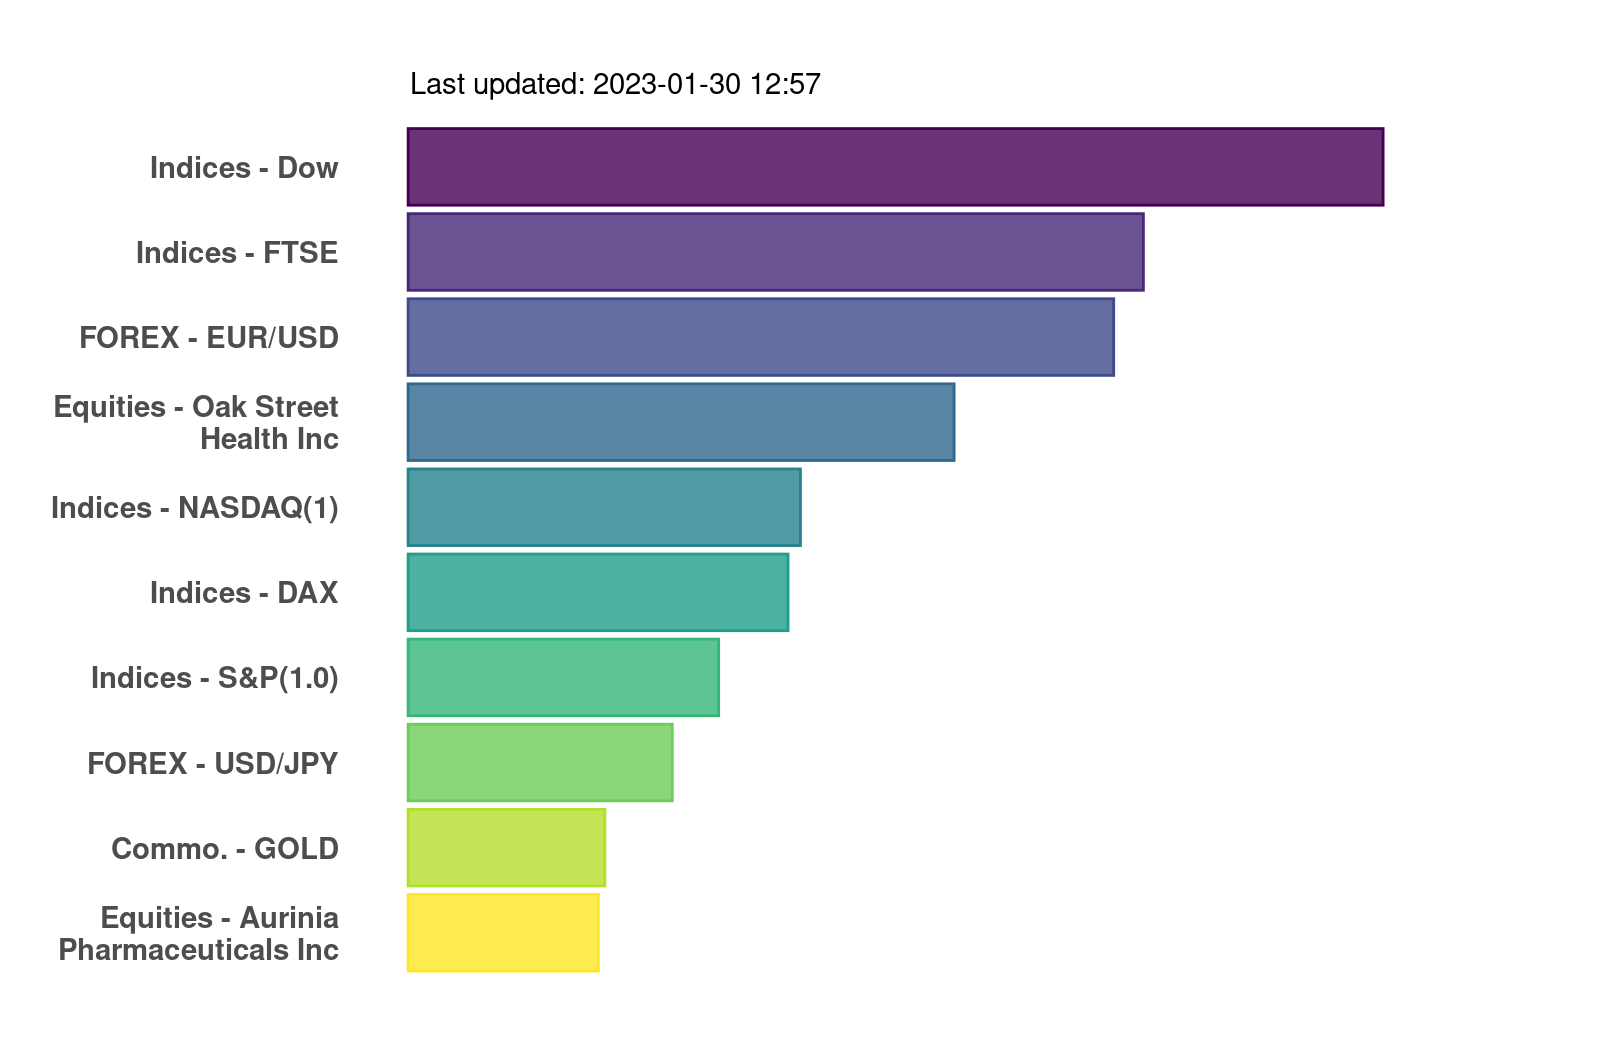 Last updated: 2023-01-30 12:57
Indices - Dow
Indices - FTSE
FOREX - EUR/USD
Equities - Oak Street
Health Inc
Indices - NASDAQ(1)
Indices - DAX
Indices - S&P(1.0)
FOREX - USD/JPY
Commo. - GOLD
Equities - Aurinia
Pharmaceuticals Inc